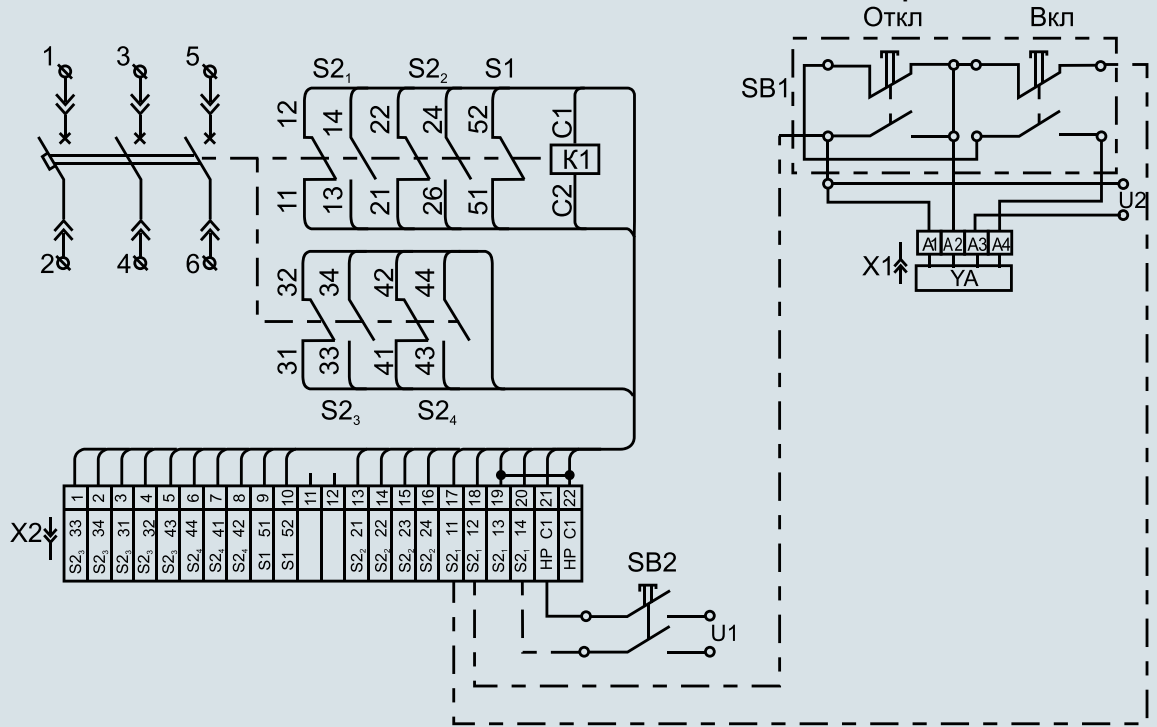 Откл Вкл
SB1
1 3 5
S2₁ S2₂ S1
12 14 22 24 52 C1
K1
11 13 21 26 51 C2
2 4 6
U2
A1 A2 A3 A4
X1
YA
32 34 42 44
31 33 41 43
S2₃ S2₄
1 2 3 4 5 6 7 8 9 10 11 12 13 14 15 16 17 18 19 20 21 22
X2
S2₃ 33
S2₃ 34
S2₃ 31
S2₃ 32
S2₃ 43
S2₄ 44
S2₄ 41
S2₄ 42
S1 51
S1 52
S2₂ 21
S2₂ 22
S2₂ 23
S2₂ 24
S2₁ 11
S2₁ 12
S2₁ 13
S2₁ 14
HP C1
HP C1
SB2
U1